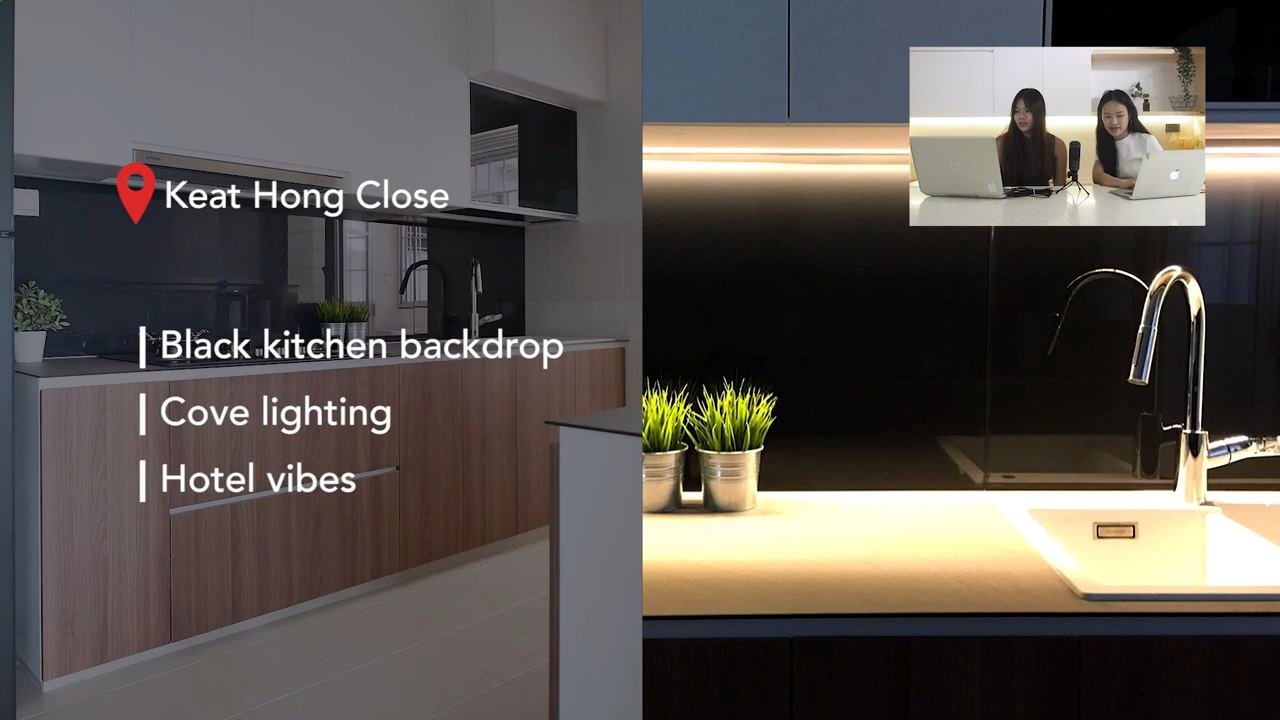 Keat Hong Close
Black kitchen backdrop
Cove lighting
Hotel vibes